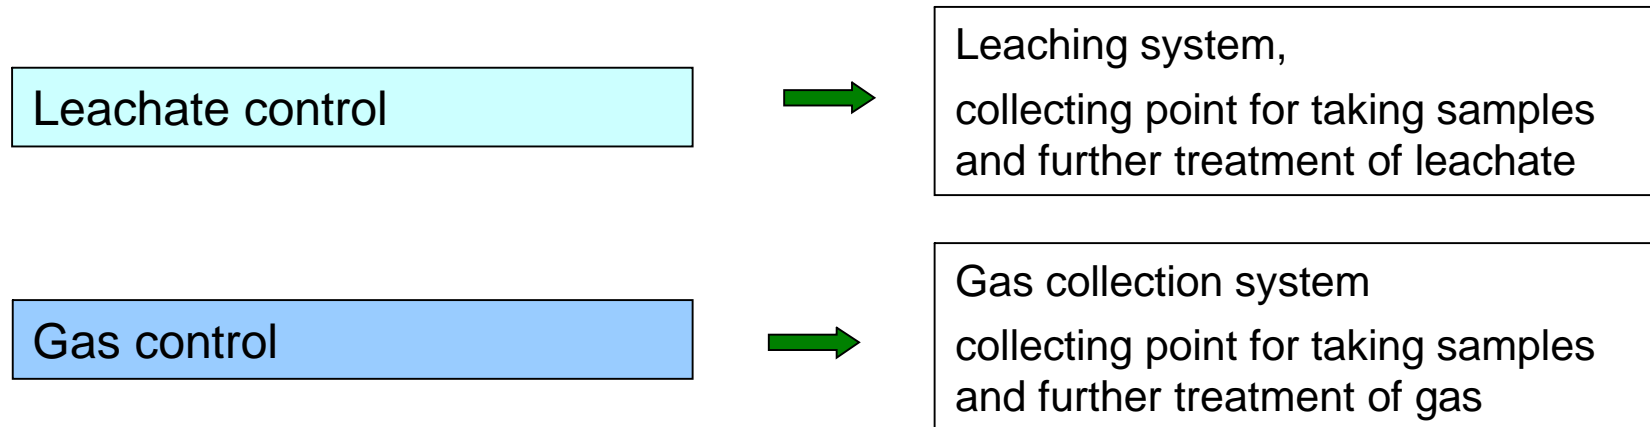 Leachate control
Leaching system,
collecting point for taking samples
and further treatment of leachate
Gas control
Gas collection system
collecting point for taking samples
and further treatment of gas